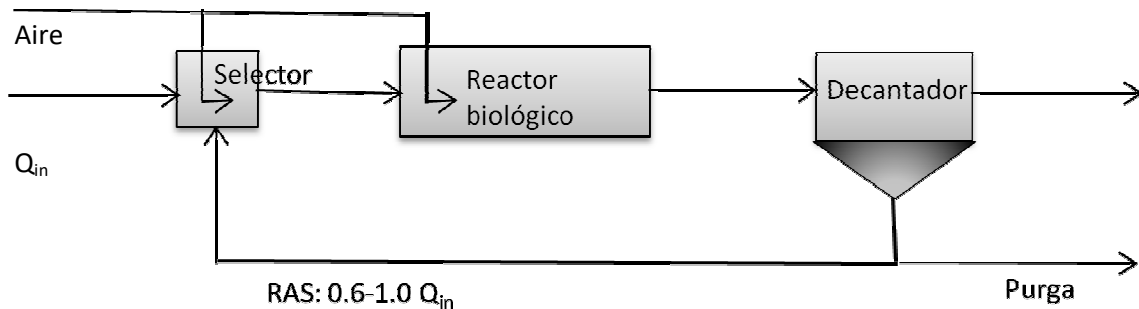 Aire
Selector
Reactor
biológico
Decantador
Qin
RAS: 0.6-1.0 Qin
Purga